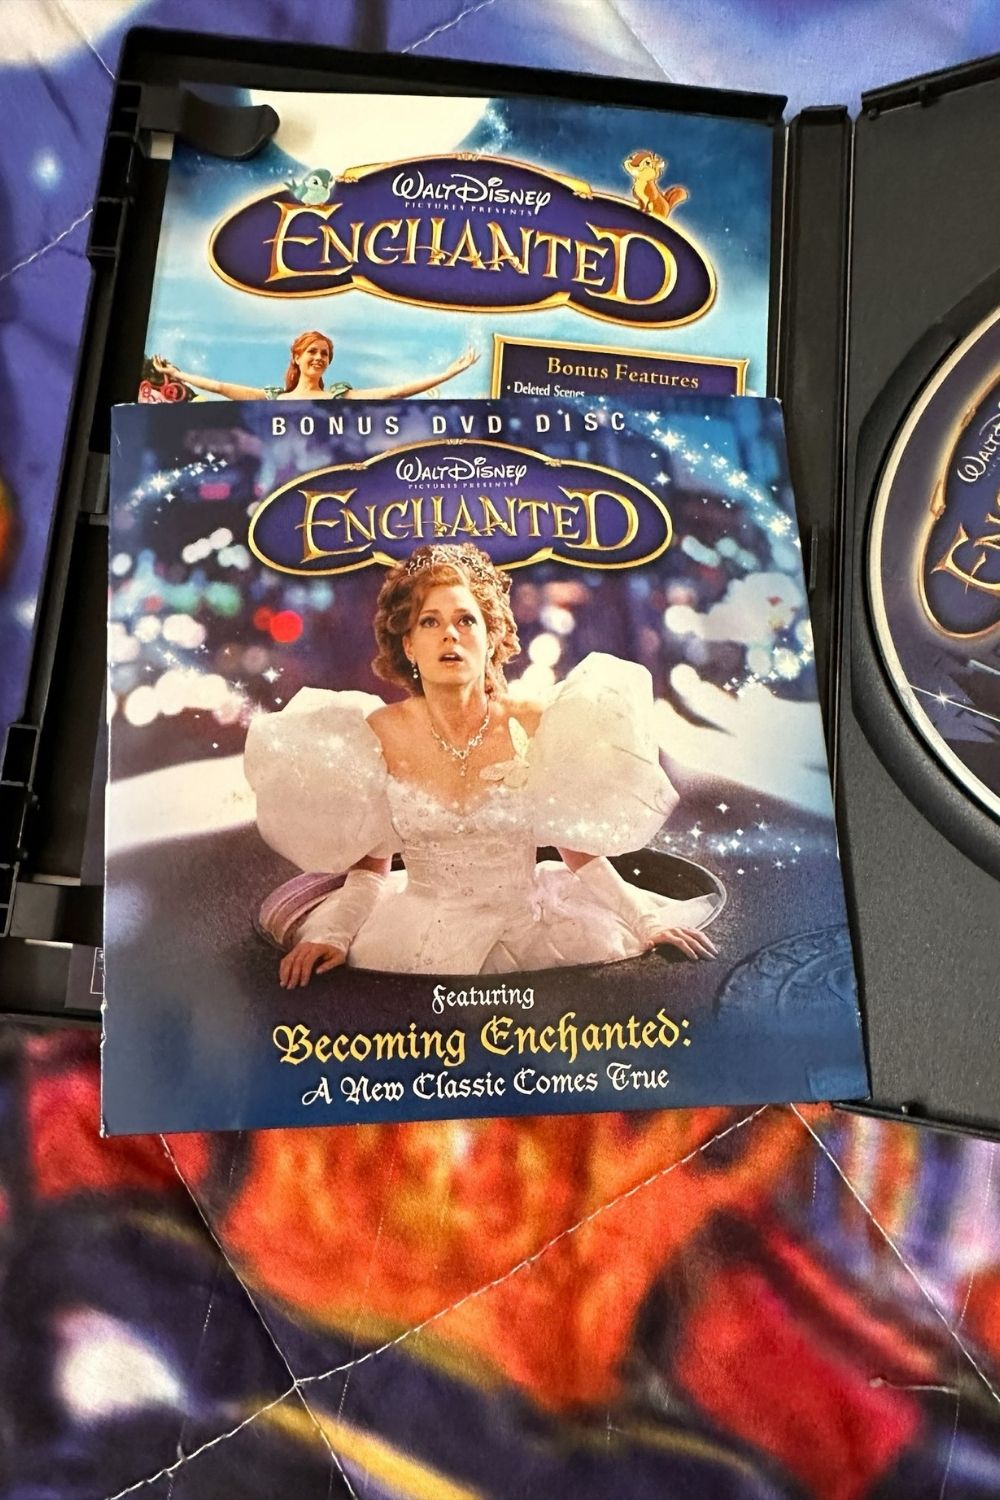 WALT DISNEY
PICTURES PRESENTS
ENCHANTED
Bonus Features
• Deleted Scenes
BONUS DVD DISC
WALT DISNEY
PICTURES PRESENTS
ENCHANTED
Featuring
Becoming Enchanted:
A New Classic Comes True